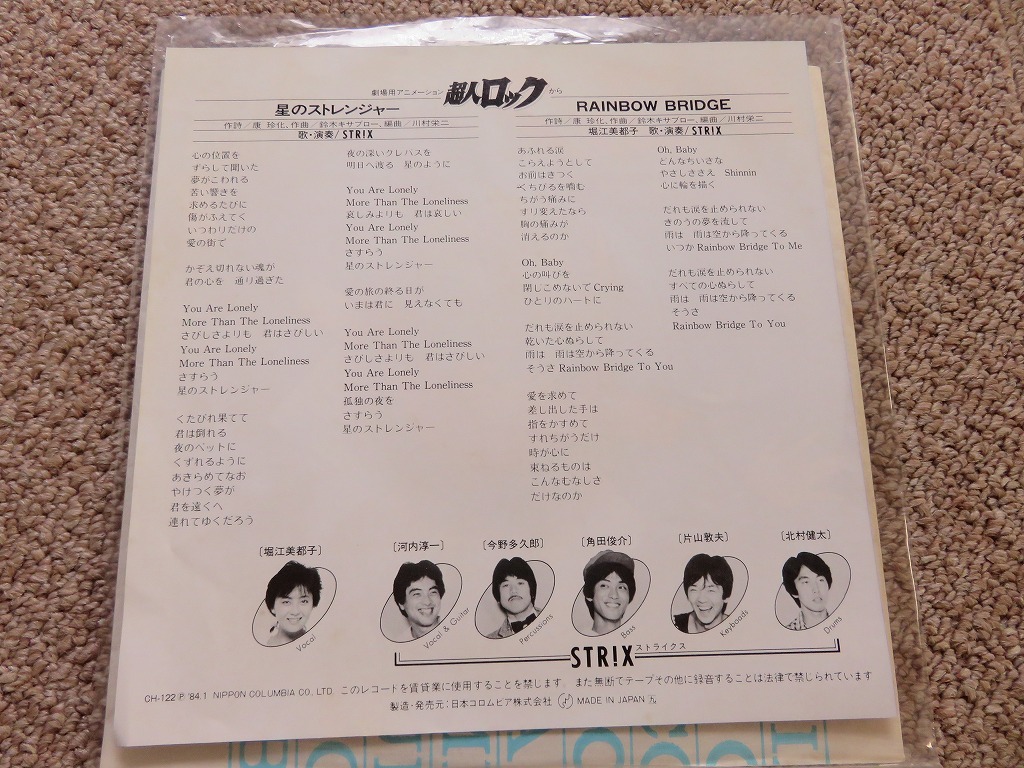 劇場用アニメーション 超人ロック から
星のストレンジャー
作詩/康 珍化、作曲/鈴木キサブロー、編曲/川村栄二
歌・演奏/STR!X
心の位置を
ずらして聞いた
夢がこわれる
苦い響きを
求めるたびに
傷がふえてく
いつわりだけの
愛の街で
かぞえ切れない魂が
君の心を 通り過ぎた
You Are Lonely
More Than The Loneliness
さびしさよりも 君はさびしい
You Are Lonely
More Than The Loneliness
さすらう
星のストレンジャー
くたびれ果てて
君は倒れる
夜のベットに
くずれるように
あきらめてなお
やけつく夢が
君を遠くへ
連れてゆくだろう
夜の深いクレバスを
明日へ渡る 星のように
You Are Lonely
More Than The Loneliness
哀しみよりも 君は哀しい
You Are Lonely
More Than The Loneliness
さすらう
星のストレンジャー
愛の旅の終る日が
いまは君に 見えなくても
You Are Lonely
More Than The Loneliness
さびしさよりも 君はさびしい
You Are Lonely
More Than The Loneliness
孤独の夜を
さすらう
星のストレンジャー
RAINBOW BRIDGE
作詩/康 珍化、作曲/鈴木キサブロー、編曲/川村栄二
堀江美都子 歌・演奏/STR!X
あふれる涙
こらえようとして
お前はきつく
くちびるを噛む
ちがう痛みに
すり変えたなら
胸の痛みが
消えるのか
Oh, Baby
心の叫びを
閉じこめないで Crying
ひとりのハートに
だれも涙を止められない
乾いた心ぬらして
雨は 雨は空から降ってくる
そうさ Rainbow Bridge To You
愛を求めて
差し出した手は
指をかすめて
すれちがうだけ
時が心に
束ねるものは
こんなむなしさ
だけなのか
Oh, Baby
どんなちいさな
やさしささえ Shinnin
心に輪を描く
だれも涙を止められない
きのうの夢を流して
雨は 雨は空から降ってくる
いつか Rainbow Bridge To Me
だれも涙を止められない
すべての心ぬらして
雨は 雨は空から降ってくる
そうさ
Rainbow Bridge To You
〔堀江美都子〕
Vocal
〔河内淳一〕
Vocal & Guitar
〔今野多久郎〕
Percussions
〔角田俊介〕
Bass
〔片山敦夫〕
Keyboads
〔北村健太〕
Drums
STR!X ストライクス
CH-122 Ⓟ '84.1 NIPPON COLUMBIA CO., LTD. このレコードを賃貸業に使用することを禁じます。また無断でテープその他に録音することは法律で禁じられています
製造・発売元:日本コロムビア株式会社 MADE IN JAPAN 九